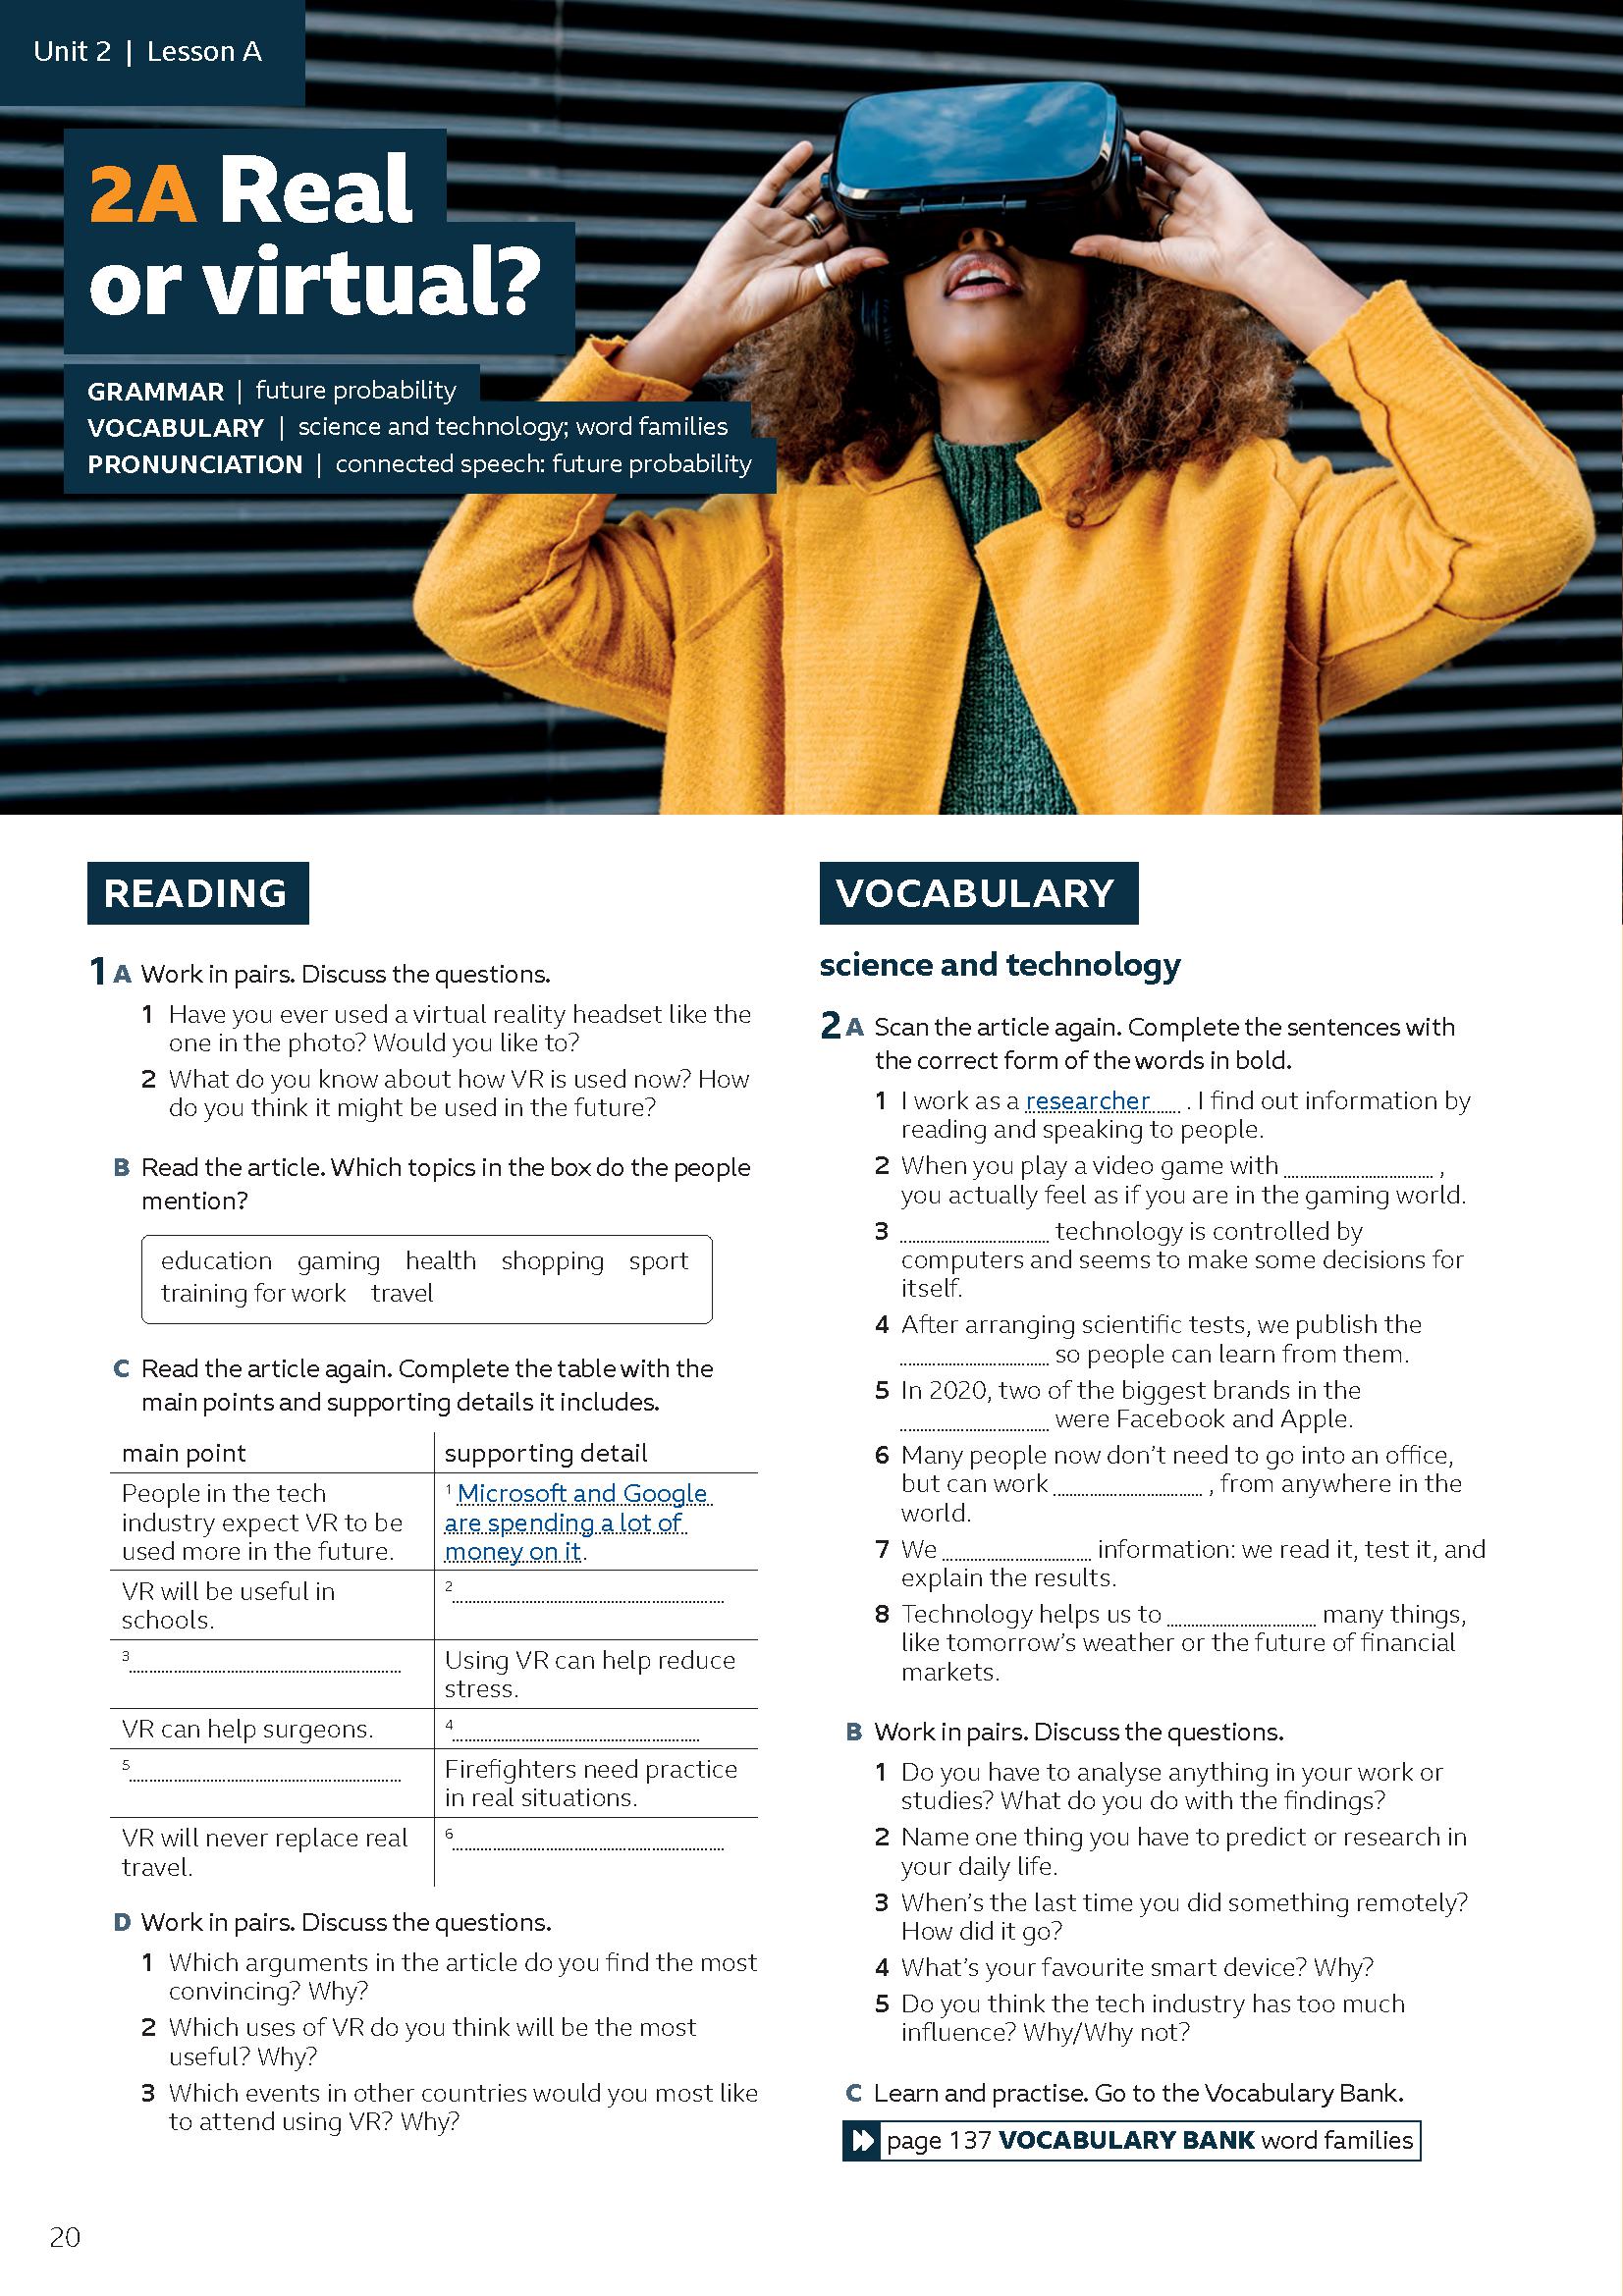 Unit 2 | Lesson A
2A Real
or virtual?
GRAMMAR | future probability
VOCABULARY | science and technology; word families
PRONUNCIATION | connected speech: future probability
READING
1 A Work in pairs. Discuss the questions.
1 Have you ever used a virtual reality headset like the
one in the photo? Would you like to?
2 What do you know about how VR is used now? How
do you think it might be used in the future?
B Read the article. Which topics in the box do the people
mention?
education gaming health shopping sport
training for work travel
C Read the article again. Complete the table with the
main points and supporting details it includes.
main point supporting detail
People in the tech
industry expect VR to be
used more in the future.
1 Microsoft and Google
are spending a lot of
money on it.
VR will be useful in
schools.
2
3
Using VR can help reduce
stress.
VR can help surgeons. 4
5
Firefighters need practice
in real situations.
VR will never replace real
travel.
6
D Work in pairs. Discuss the questions.
1 Which arguments in the article do you find the most
convincing? Why?
2 Which uses of VR do you think will be the most
useful? Why?
3 Which events in other countries would you most like
to attend using VR? Why?
VOCABULARY
science and technology
2 A Scan the article again. Complete the sentences with
the correct form of the words in bold.
1 I work as a researcher . I find out information by
reading and speaking to people.
2 When you play a video game with ,
you actually feel as if you are in the gaming world.
3 technology is controlled by
computers and seems to make some decisions for
itself.
4 After arranging scientific tests, we publish the
so people can learn from them.
5 In 2020, two of the biggest brands in the
were Facebook and Apple.
6 Many people now don't need to go into an office,
but can work , from anywhere in the
world.
7 We information: we read it, test it, and
explain the results.
8 Technology helps us to many things,
like tomorrow's weather or the future of financial
markets.
B Work in pairs. Discuss the questions.
1 Do you have to analyse anything in your work or
studies? What do you do with the findings?
2 Name one thing you have to predict or research in
your daily life.
3 When's the last time you did something remotely?
How did it go?
4 What's your favourite smart device? Why?
5 Do you think the tech industry has too much
influence? Why/Why not?
C Learn and practise. Go to the Vocabulary Bank.
page 137 VOCABULARY BANK word families
20